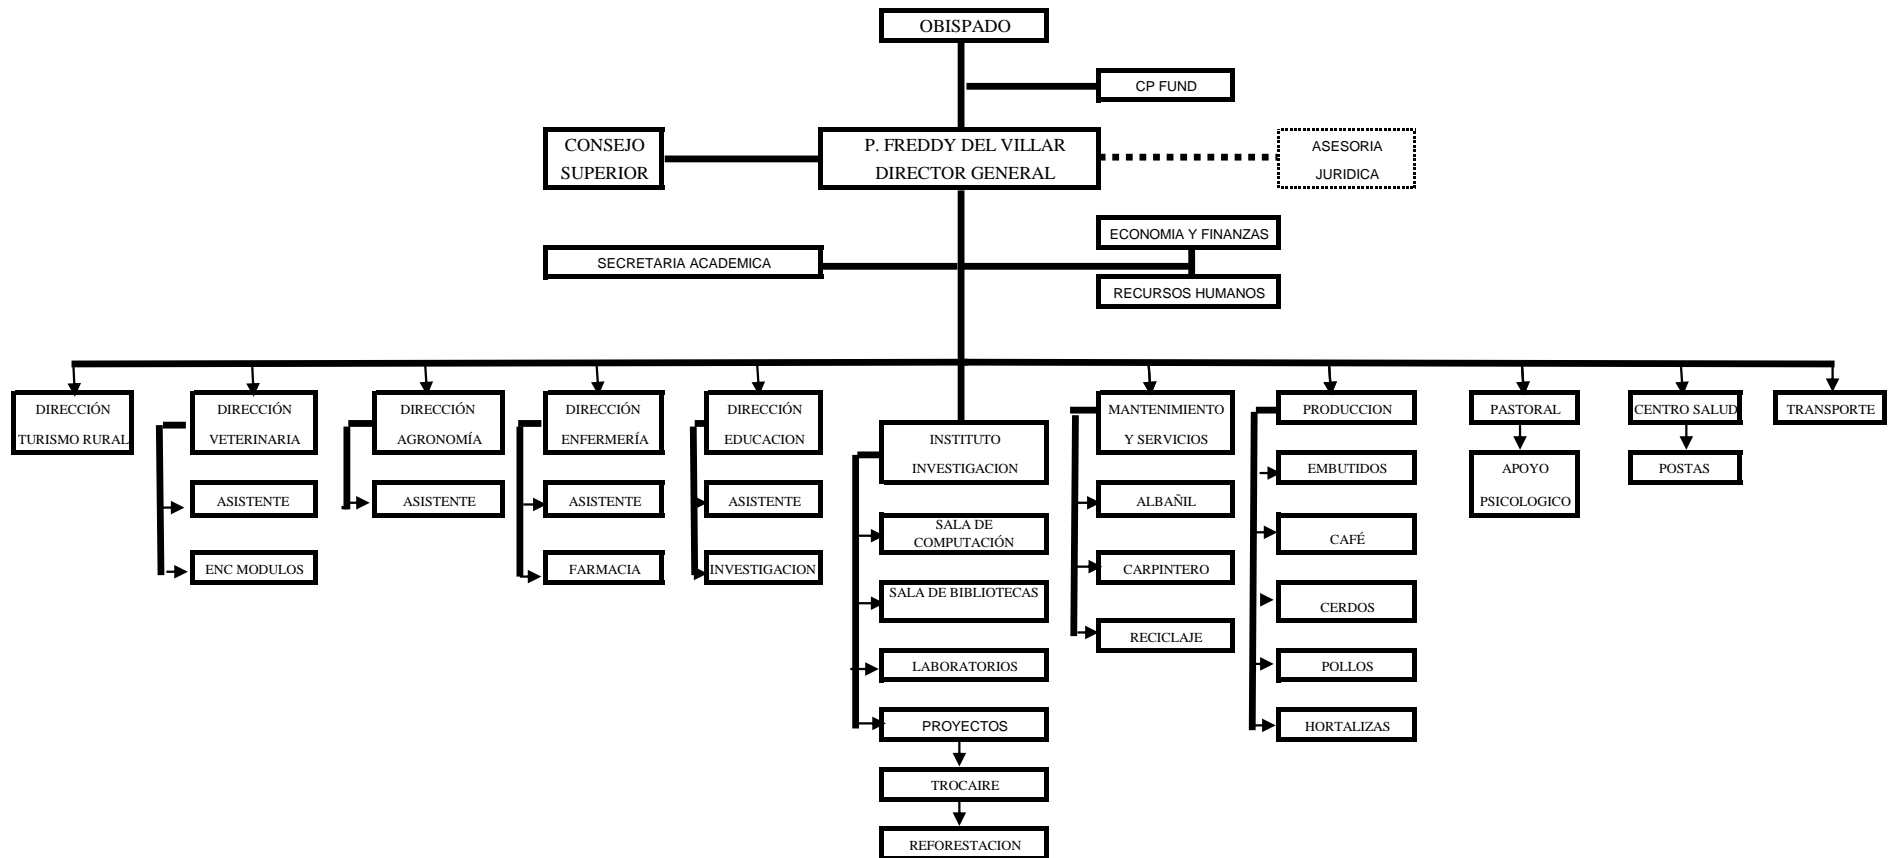 OBISPADO
CP FUND
CONSEJO
SUPERIOR
P. FREDDY DEL VILLAR
DIRECTOR GENERAL
ASESORIA
JURIDICA
ECONOMIA Y FINANZAS
SECRETARIA ACADEMICA
RECURSOS HUMANOS
DIRECCIÓN
TURISMO RURAL
DIRECCIÓN
VETERINARIA
ASISTENTE
ENC MODULOS
DIRECCIÓN
AGRONOMÍA
ASISTENTE
DIRECCIÓN
ENFERMERÍA
ASISTENTE
FARMACIA
DIRECCIÓN
EDUCACION
ASISTENTE
INVESTIGACION
INSTITUTO
INVESTIGACION
SALA DE
COMPUTACIÓN
SALA DE BIBLIOTECAS
LABORATORIOS
PROYECTOS
TROCAIRE
REFORESTACION
MANTENIMIENTO
Y SERVICIOS
ALBAÑIL
CARPINTERO
RECICLAJE
PRODUCCION
EMBUTIDOS
CAFÉ
CERDOS
POLLOS
HORTALIZAS
PASTORAL
APOYO
PSICOLOGICO
CENTRO SALUD
POSTAS
TRANSPORTE